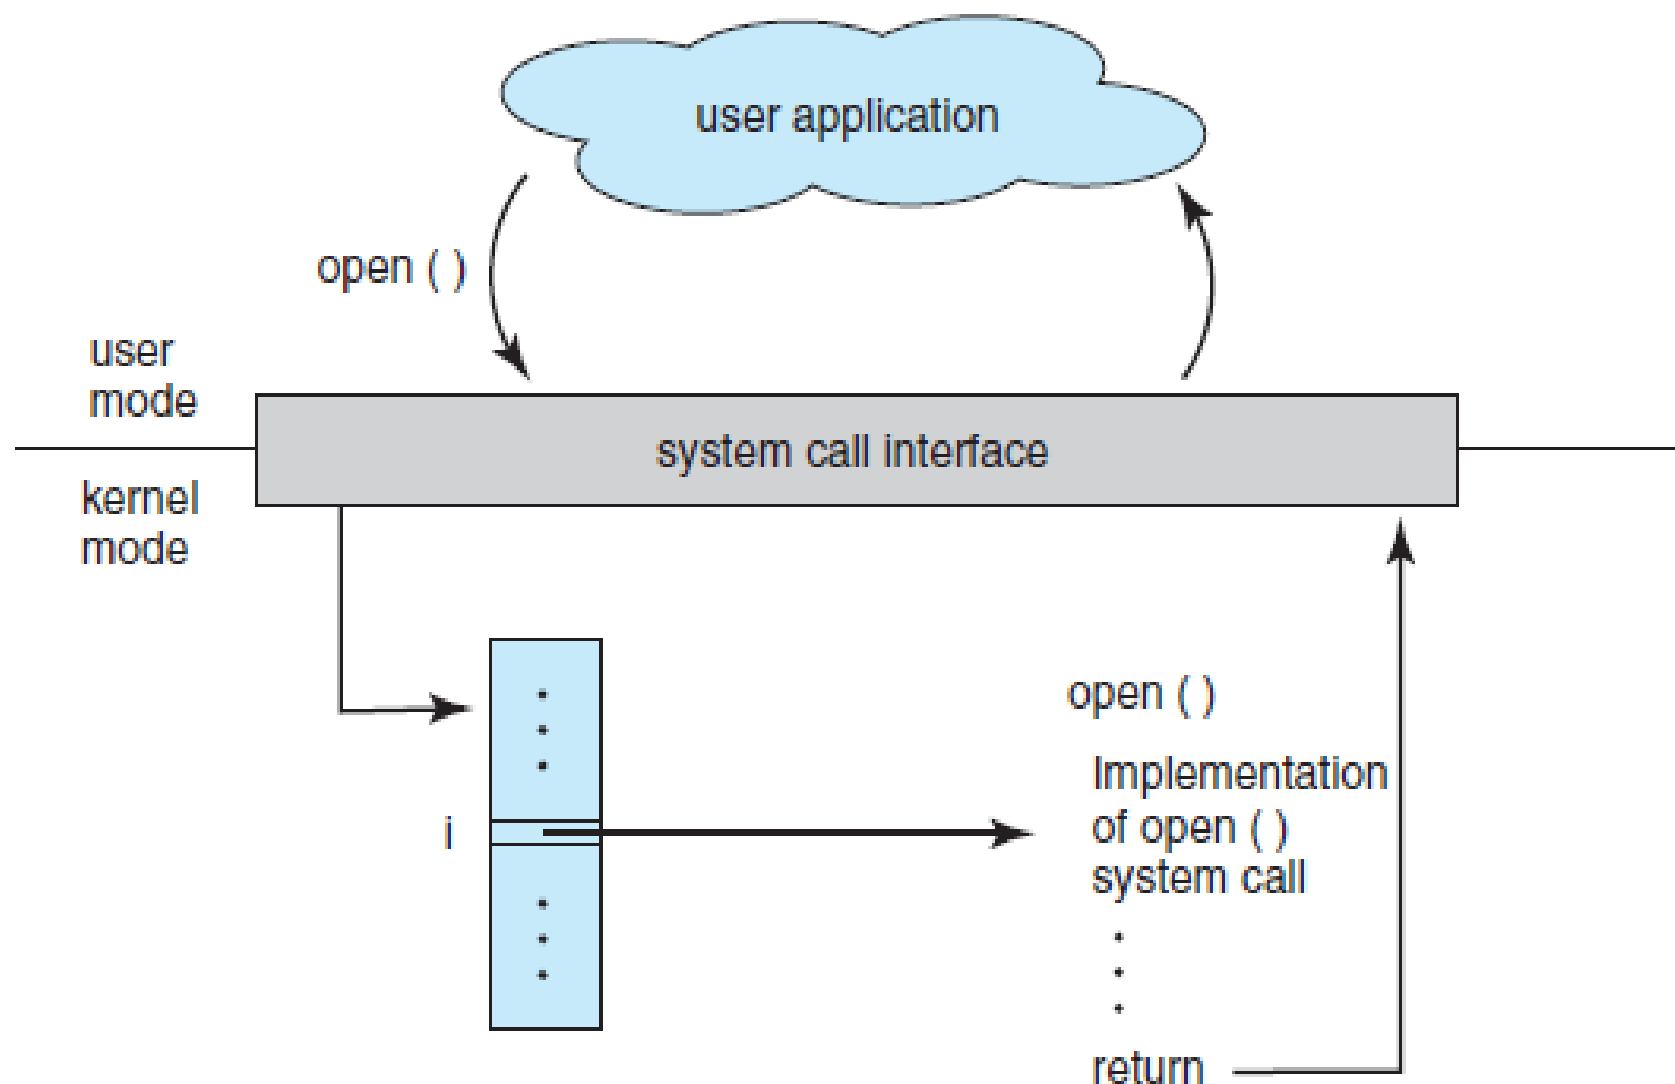 user application
open ( )
user
mode
system call interface
kernel
mode
open ( )
i
Implementation
of open ( )
system call
return